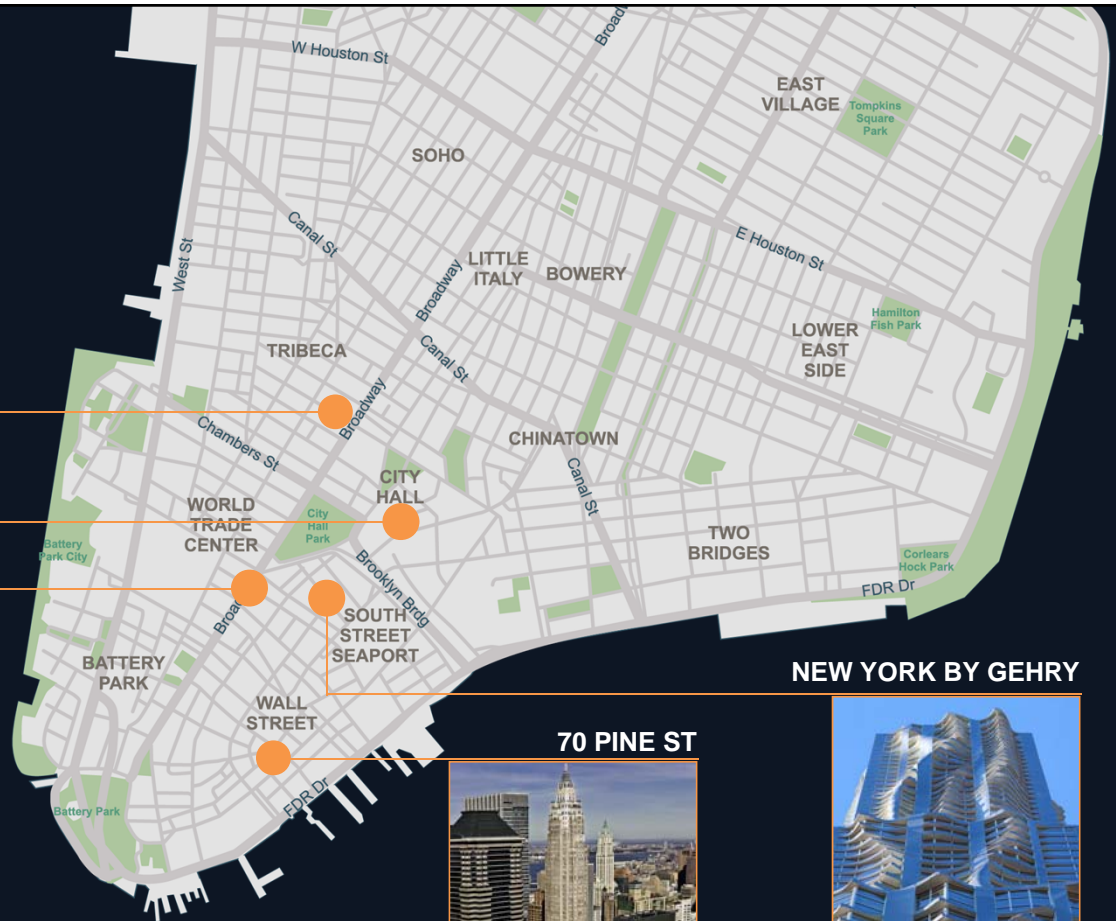 Broadw
W Houston St
EAST
VILLAGE
Tompkins
Square
Park
SOHO
Canal St
E Houston St
West St
LITTLE
ITALY
BOWERY
Broadway
Hamilton
Fish Park
LOWER
EAST
SIDE
TRIBECA
Canal St
Broadway
Chambers St
CHINATOWN
CITY
HALL
Canal St
WORLD
TRADE
CENTER
City
Hall
Park
TWO
BRIDGES
Battery
Park City
Corlears
Hock Park
Brooklyn Brdg
FDR Dr
Broa
SOUTH
STREET
SEAPORT
BATTERY
PARK
NEW YORK BY GEHRY
WALL
STREET
70 PINE ST
FDR Dr
Battery Park